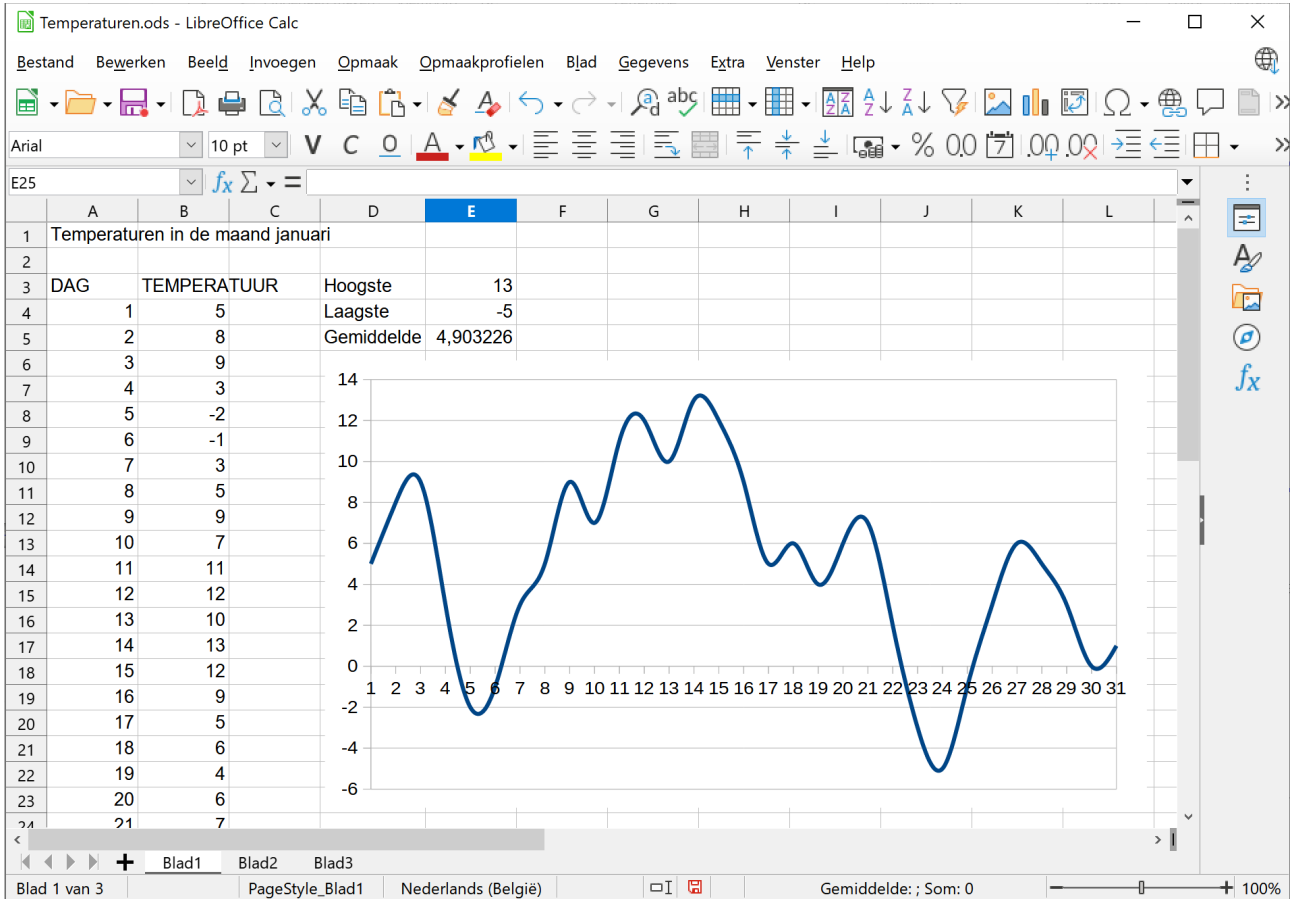 Temperaturen.ods - LibreOffice Calc
Bestand Bewerken Beeld Invoegen Opmaak Opmaakprofielen Blad Gegevens Extra Venster Help
Arial 10 pt V C O A
E25 fx Σ =
A B C D E F G H I J K L
1 Temperaturen in de maand januari
2
3 DAG TEMPERATUUR Hoogste 13
4 1 5 Laagste -5
5 2 8 Gemiddelde 4,903226
6 3 9
7 4 3
8 5 -2
9 6 -1
10 7 3
11 8 5
12 9 9
13 10 7
14 11 11
15 12 12
16 13 10
17 14 13
18 15 12
19 16 9
20 17 5
21 18 6
22 19 4
23 20 6
24 21 7
14
12
10
8
6
4
2
0
1 2 3 4 5 6 7 8 9 10 11 12 13 14 15 16 17 18 19 20 21 22 23 24 25 26 27 28 29 30 31
-2
-4
-6
Blad1 Blad2 Blad3
Blad 1 van 3 PageStyle_Blad1 Nederlands (België) Gemiddelde: ; Som: 0 100%